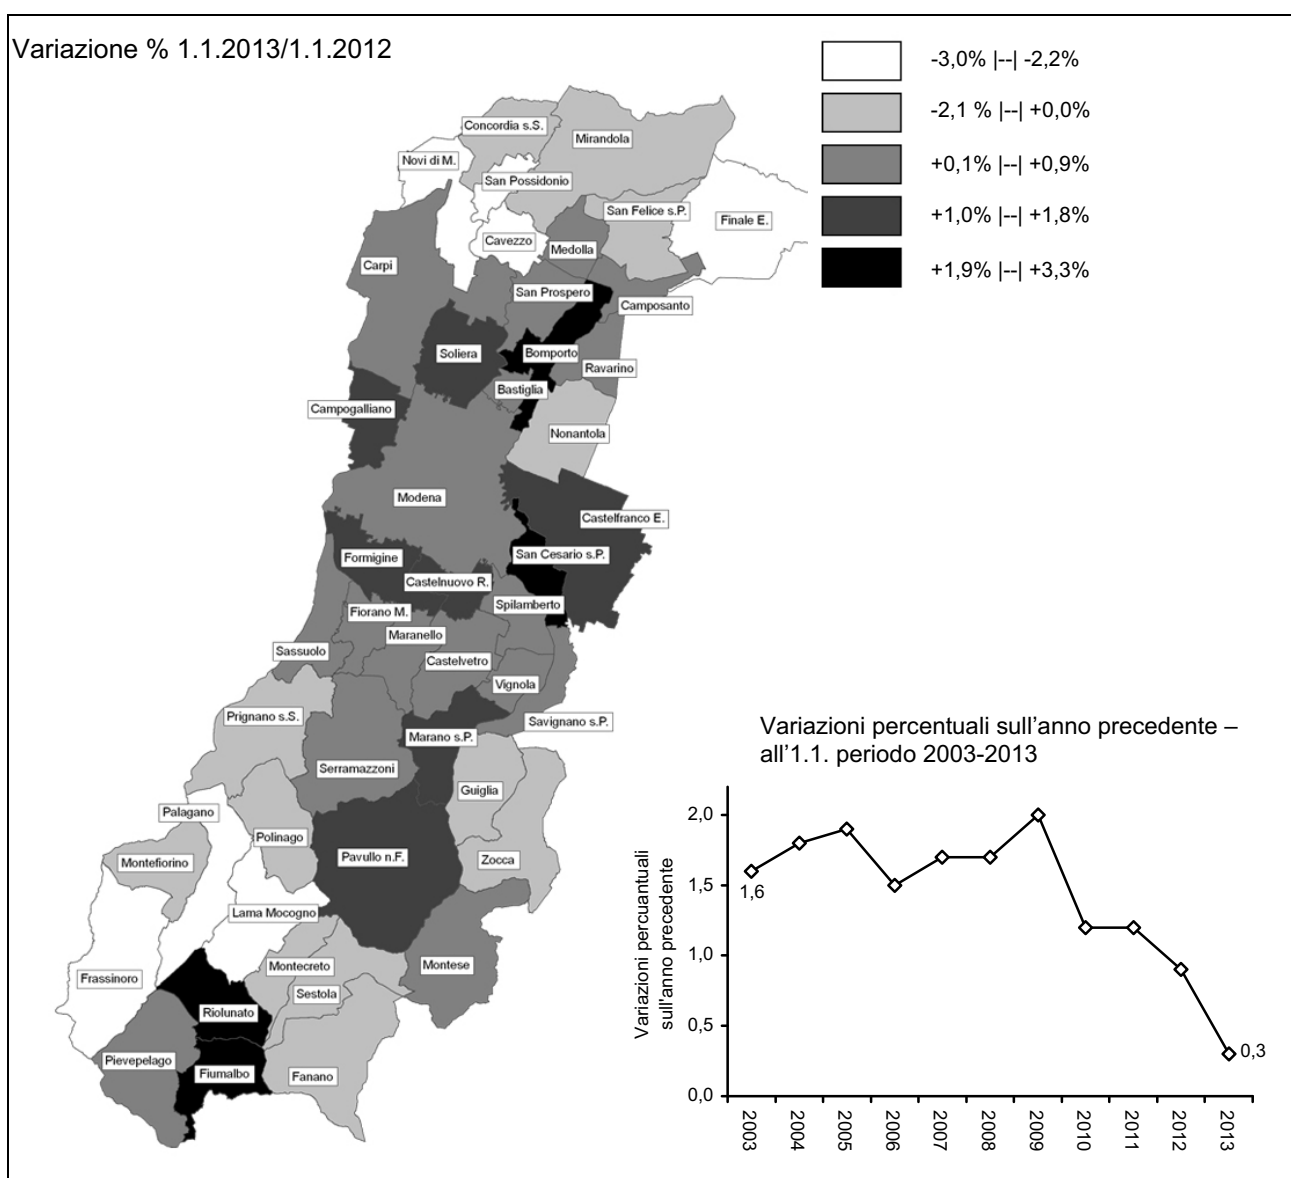 Variazione % 1.1.2013/1.1.2012
-3,0% |--| -2,2%
-2,1 % |--| +0,0%
+0,1% |--| +0,9%
+1,0% |--| +1,8%
+1,9% |--| +3,3%
Concordia s.S.
Mirandola
Novi di M.
San Possidonio
San Felice s.P.
Finale E.
Cavezzo
Medolla
Carpi
San Prospero
Camposanto
Soliera
Bomporto
Ravarino
Bastiglia
Campogalliano
Nonantola
Modena
Castelfranco E.
Formigine
San Cesario s.P.
Castelnuovo R.
Spilamberto
Fiorano M.
Maranello
Sassuolo
Castelvetro
Vignola
Prignano s.S.
Savignano s.P.
Marano s.P.
Serramazzoni
Guiglia
Palagano
Polinago
Montefiorino
Pavullo n.F.
Zocca
Lama Mocogno
Montecreto
Montese
Frassinoro
Sestola
Riolunato
Pievepelago
Fiumalbo
Fanano
Variazioni percentuali sull'anno precedente –
all'1.1. periodo 2003-2013
Variazioni percuantuali
sull'anno precedente
2,0
1,5
1,0
0,5
0,0
1,6
0,3
2003
2004
2005
2006
2007
2008
2009
2010
2011
2012
2013